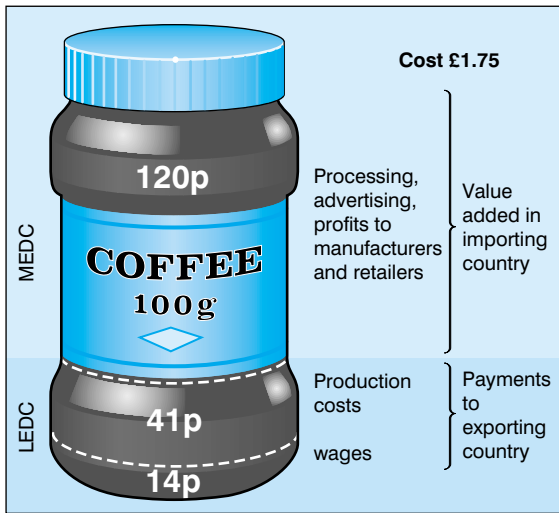 Cost £1.75
MEDC
120p
Processing,
advertising,
profits to
manufacturers
and retailers
Value
added in
importing
country
COFFEE
100g
LEDC
41p
14p
Production
costs
wages
Payments
to
exporting
country